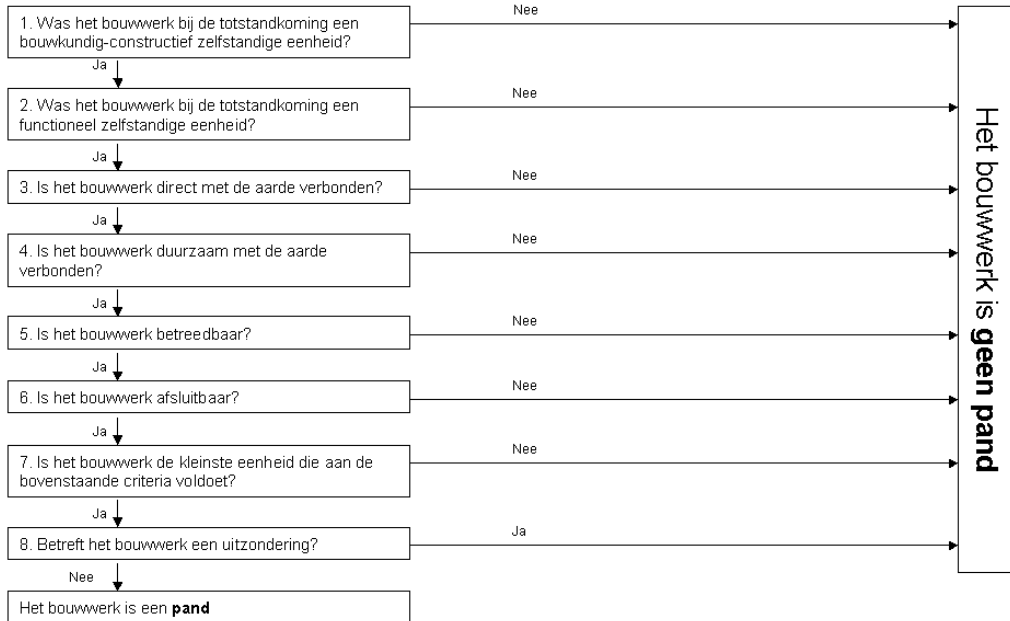 1. Was het bouwwerk bij de totstandkoming een
bouwkundig-constructief zelfstandige eenheid?
Nee
Ja
2. Was het bouwwerk bij de totstandkoming een
functioneel zelfstandige eenheid?
Nee
Ja
3. Is het bouwwerk direct met de aarde verbonden?
Nee
Ja
4. Is het bouwwerk duurzaam met de aarde
verbonden?
Nee
Ja
5. Is het bouwwerk betreedbaar?
Nee
Ja
6. Is het bouwwerk afsluitbaar?
Nee
Ja
7. Is het bouwwerk de kleinste eenheid die aan de
bovenstaande criteria voldoet?
Nee
Ja
8. Betreft het bouwwerk een uitzondering?
Ja
Nee
Het bouwwerk is een pand
Het bouwwerk is geen pand